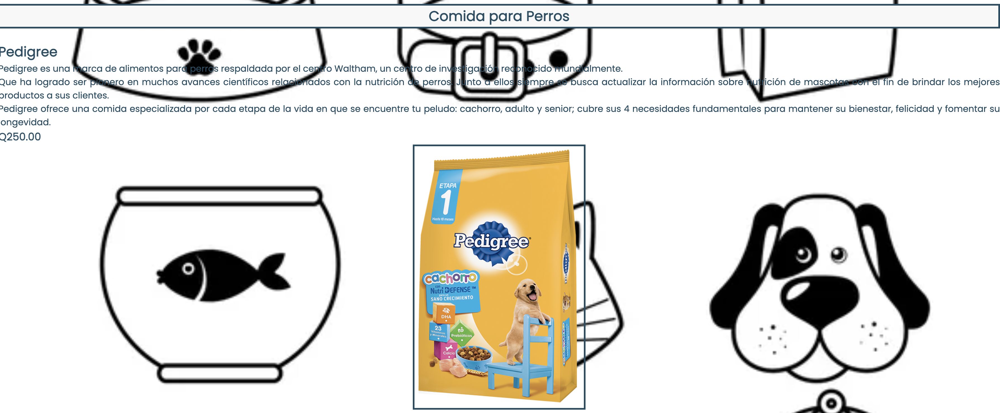 Comida para Perros
Pedigree
Pedigree es una marca de alimentos para perros respaldada por el centro Waltham, un centro de investigación reconocido mundialmente.
Que ha logrado ser pionero en muchos avances científicos relacionados con la nutrición de perros. Junto a ellos siempre se busca actualizar la información sobre nutrición de mascotas con el fin de brindar los mejores
productos a sus clientes.
Pedigree ofrece una comida especializada por cada etapa de la vida en que se encuentre tu peludo: cachorro, adulto y senior; cubre sus 4 necesidades fundamentales para mantener su bienestar, felicidad y fomentar su
longevidad.
Q250.00
ETAPA
1
Hasta 18 meses
Pedigree®
cachorro
con
Nutri DEFENSE™
para un
SANO CRECIMIENTO
DHA
23
Vitaminas
y Minerales
Prebióticos
Calcio